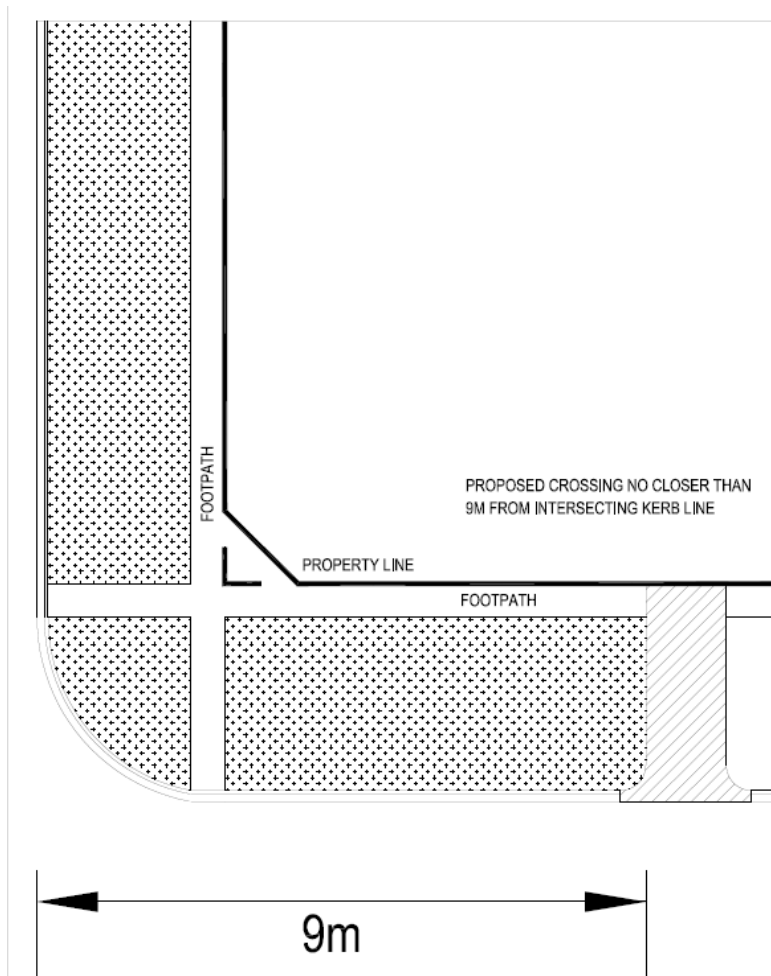 FOOTPATH
PROPOSED CROSSING NO CLOSER THAN
9M FROM INTERSECTING KERB LINE
PROPERTY LINE
FOOTPATH
9m